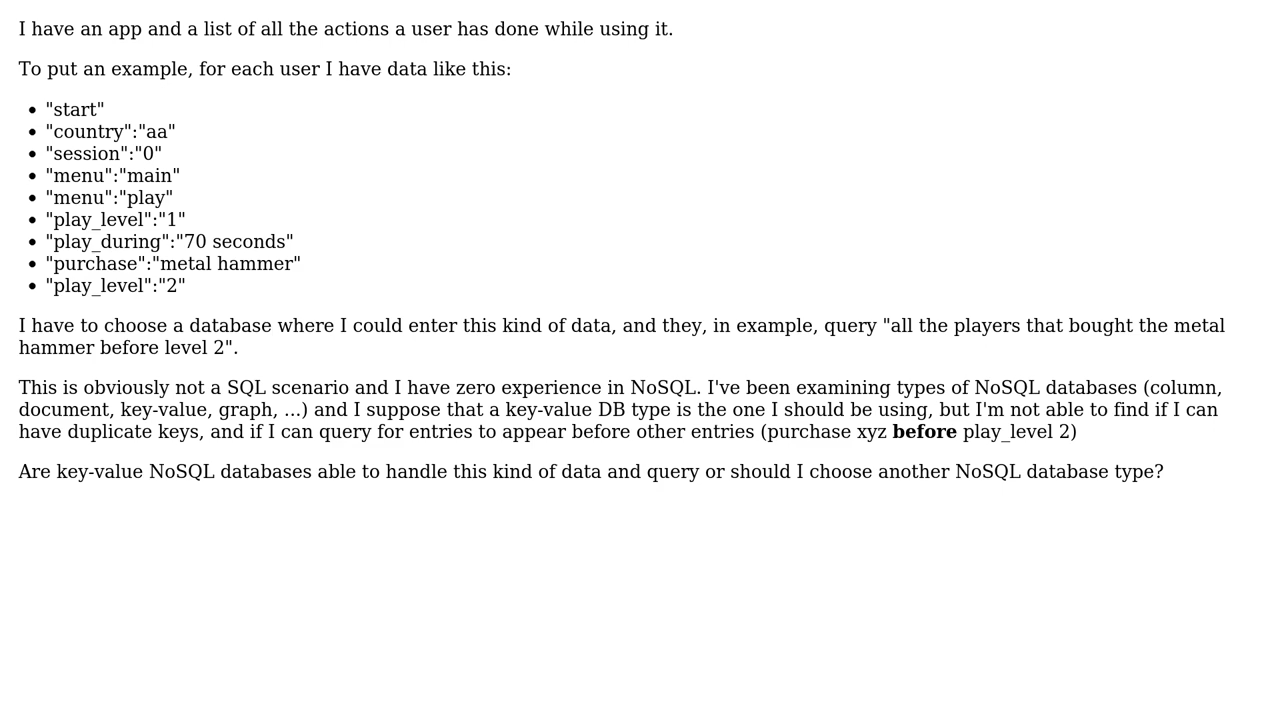 I have an app and a list of all the actions a user has done while using it.
To put an example, for each user I have data like this:
• "start"
• "country":"aa"
• "session":"0"
• "menu":"main"
• "menu":"play"
• "play_level":"1"
• "play_during":"70 seconds"
• "purchase":"metal hammer"
• "play_level":"2"
I have to choose a database where I could enter this kind of data, and they, in example, query "all the players that bought the metal
hammer before level 2".
This is obviously not a SQL scenario and I have zero experience in NoSQL. I've been examining types of NoSQL databases (column,
document, key-value, graph, ...) and I suppose that a key-value DB type is the one I should be using, but I'm not able to find if I can
have duplicate keys, and if I can query for entries to appear before other entries (purchase xyz before play_level 2)
Are key-value NoSQL databases able to handle this kind of data and query or should I choose another NoSQL database type?